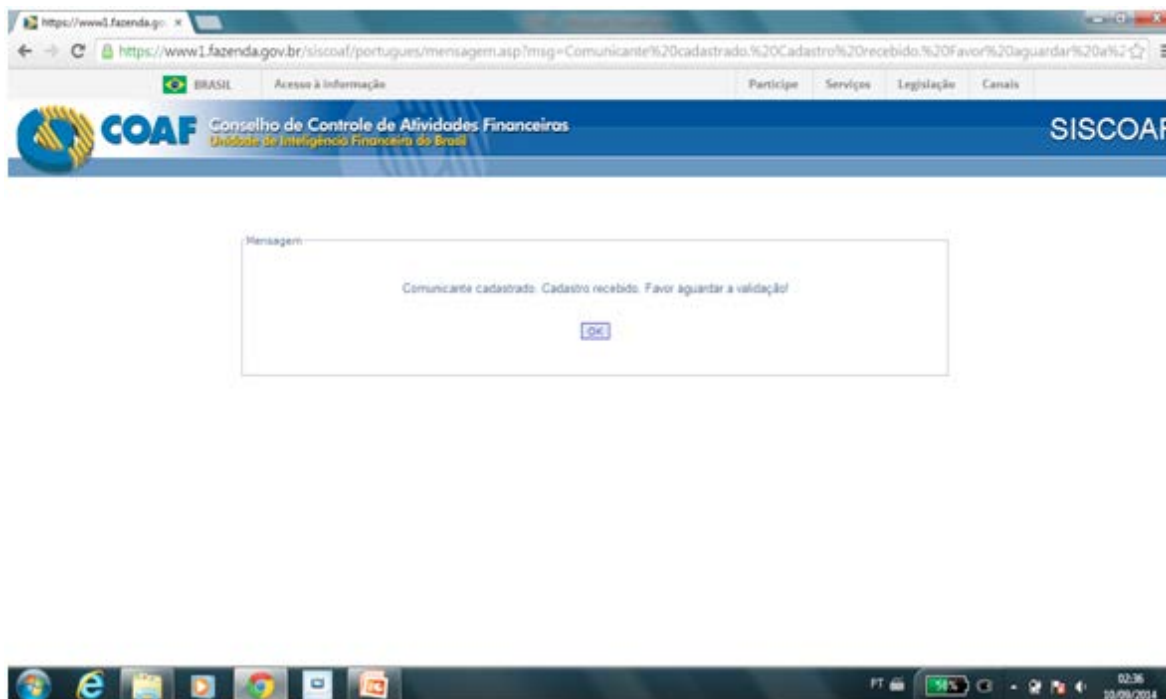 https://www1.fazenda.go
https://www1.fazenda.gov.br/siscoaf/portugues/mensagem.asp?msg=Comunicante%20cadastrado.%20Cadastro%20recebido.%20Favor%20aguardar%20a%2
BRASIL Acesso à informação Participe Serviços Legislação Canais
COAF Conselho de Controle de Atividades Financeiras SISCOAF
Unidade de Inteligência Financeira do Brasil
Mensagem
Comunicante cadastrado. Cadastro recebido. Favor aguardar a validação!
OK
PT 02:36
10/09/2014